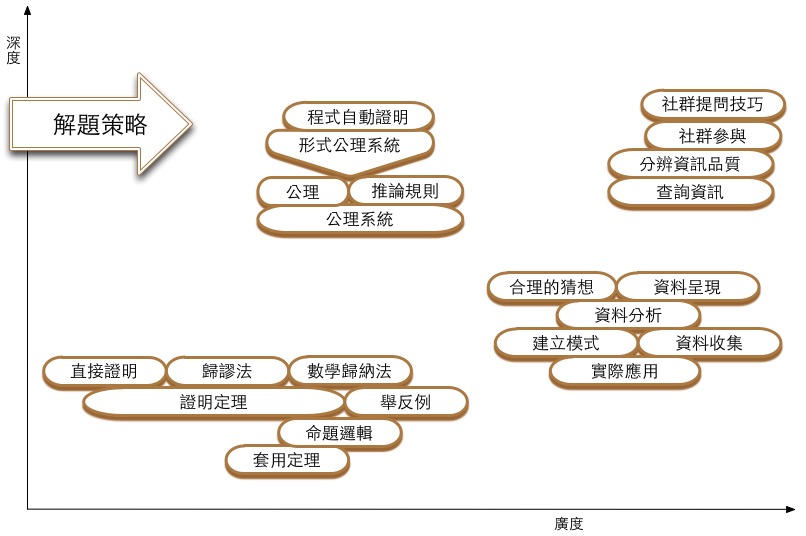 深度
解題策略
程式自動證明
形式公理系統
公理
推論規則
公理系統
社群提問技巧
社群參與
分辨資訊品質
查詢資訊
合理的猜想
資料呈現
資料分析
建立模式
資料收集
實際應用
直接證明
歸謬法
數學歸納法
證明定理
舉反例
命題邏輯
套用定理
廣度